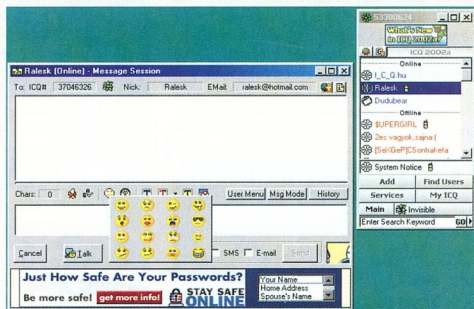 Ralesk (Online) - Message Session
To: ICQ# 37046326 Nick: Ralesk EMail: ralesk@hotmail.com
Chars: 0
User Menu Msg Mode History
Cancel Talk SMS E-mail Send
Just How Safe Are Your Passwords?
Be more safe! get more info! STAY SAFE ONLINE
Your Name
Home Address
Spouse's Name
53300624
What's New
in ICQ 2002a?
ICQ 2002a
Online
I_C_Q.hu
Ralesk
Dudubear
Offline
$UPERGIRL
2es vagyok,sajna:(
[SeiKGeP]CSontraketa
System Notice
Add Find Users
Services My ICQ
Main Invisible
Enter Search Keyword GO